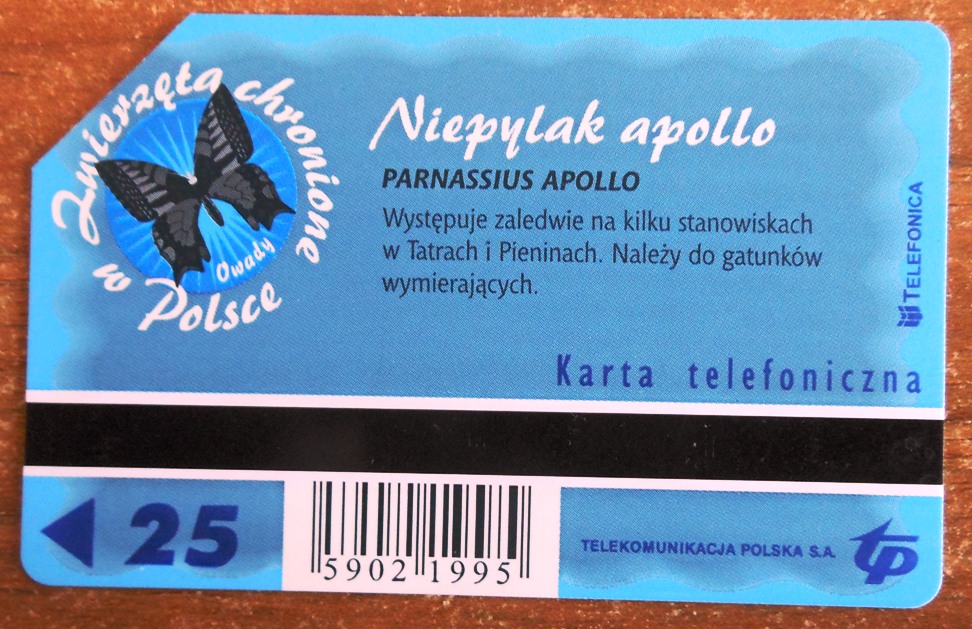 Zwierzęta chronione
w Polsce
Owady
Niepylak apollo
PARNASSIUS APOLLO
Występuje zaledwie na kilku stanowiskach
w Tatrach i Pieninach. Należy do gatunków
wymierających.
TELEFONICA
Karta telefoniczna
25
5902 1995
TELEKOMUNIKACJA POLSKA S.A.
tp